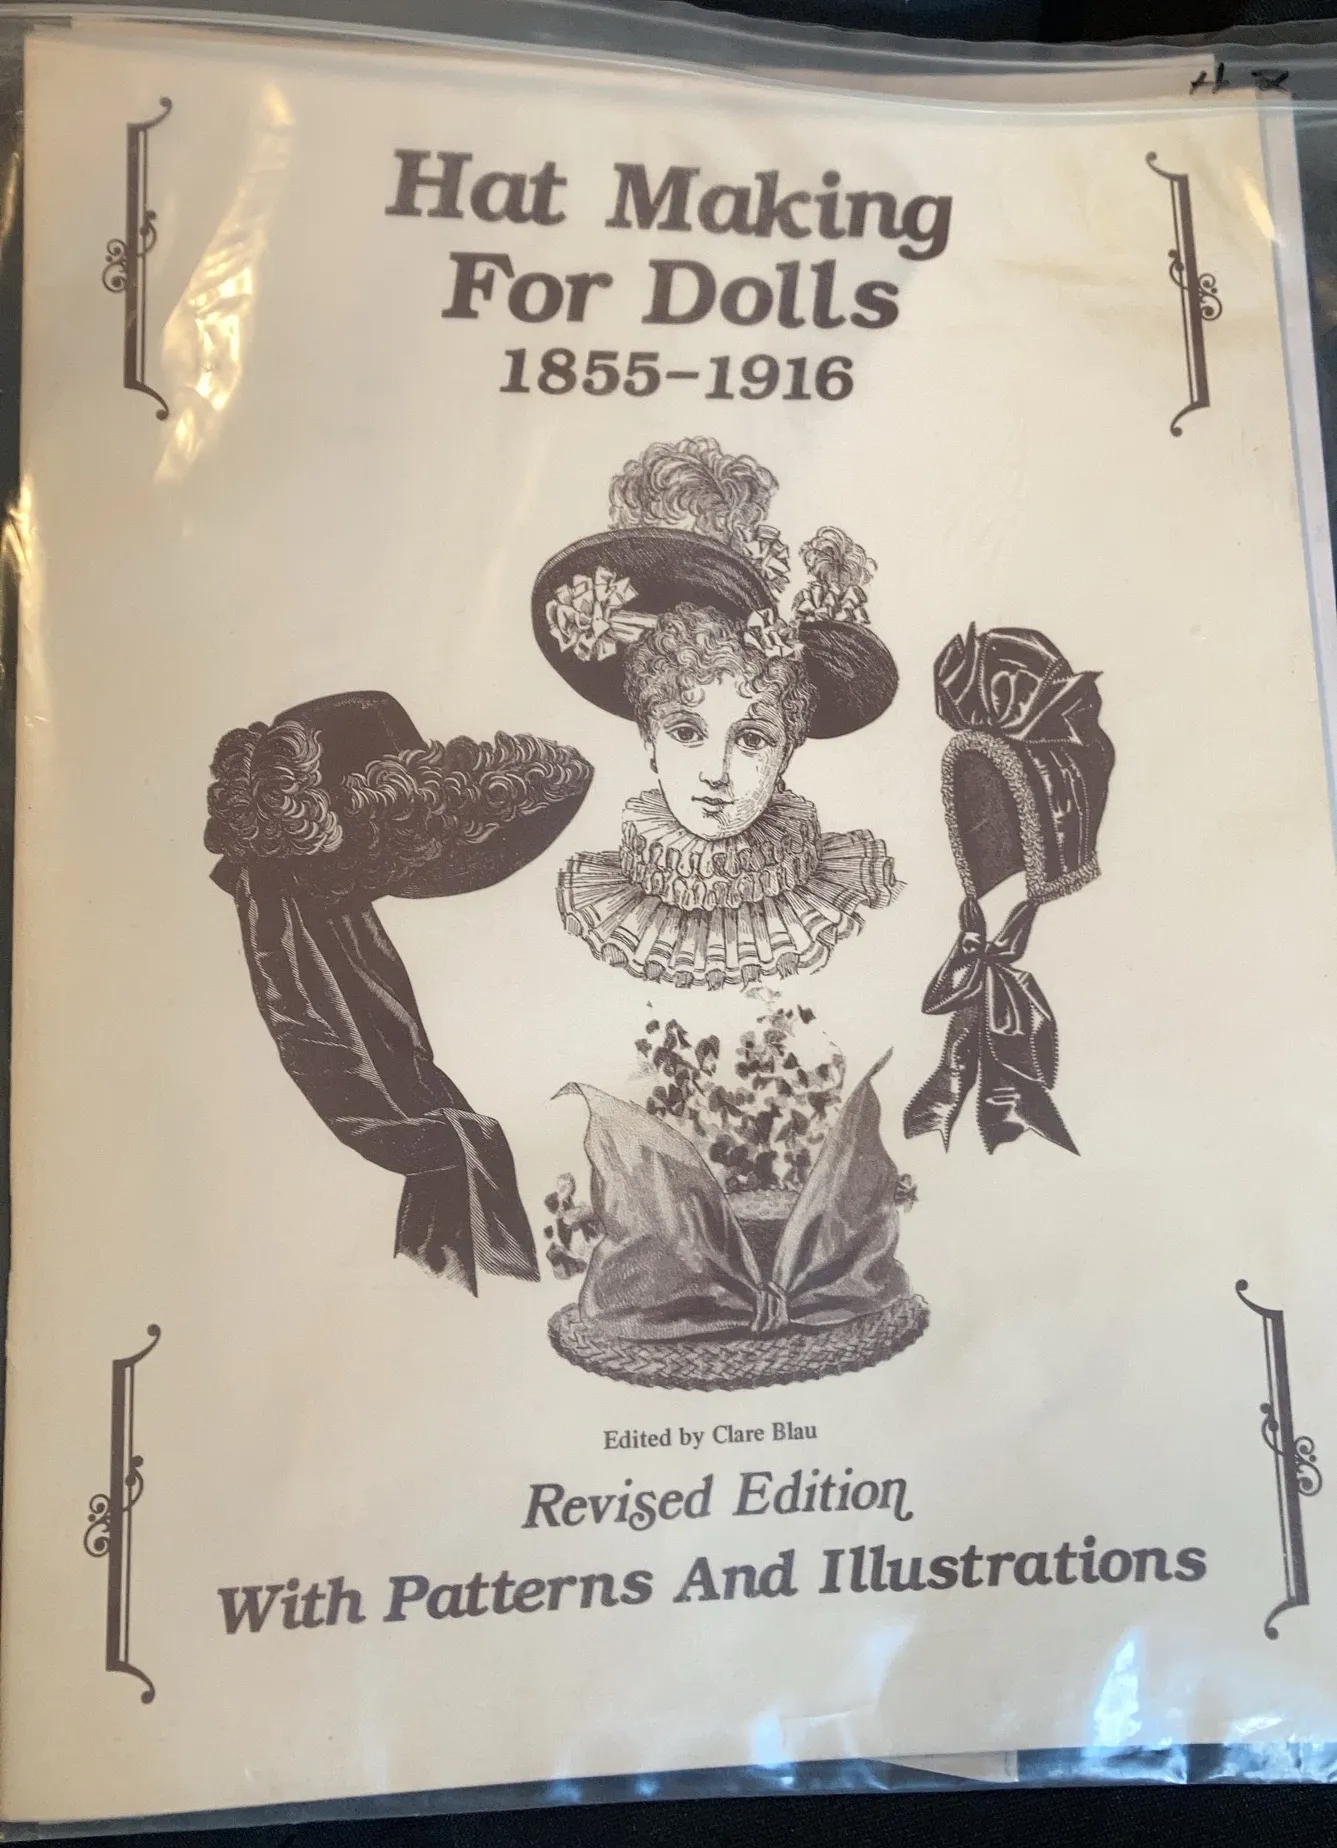 Hat Making
For Dolls
1855–1916
Edited by Clare Blau
Revised Edition
With Patterns And Illustrations